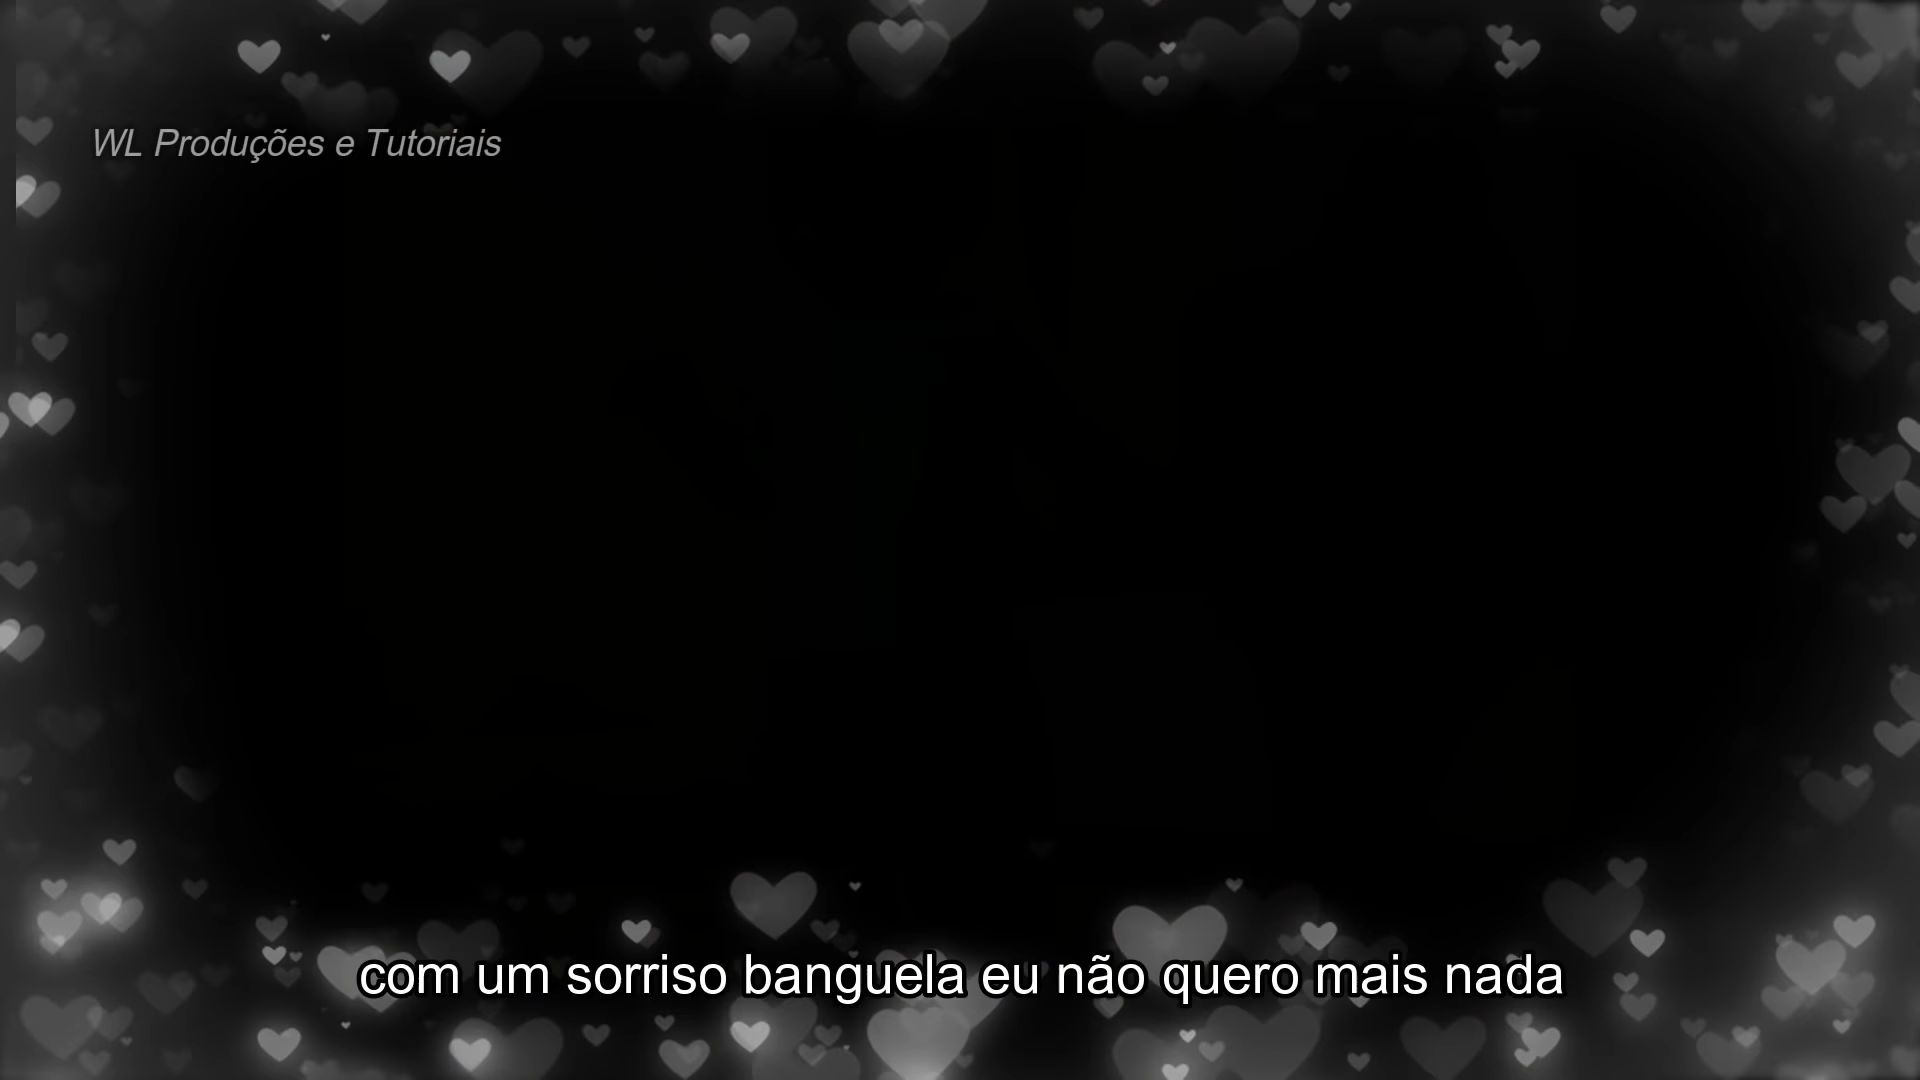 WL Produções e Tutoriais
com um sorriso banguela eu não quero mais nada